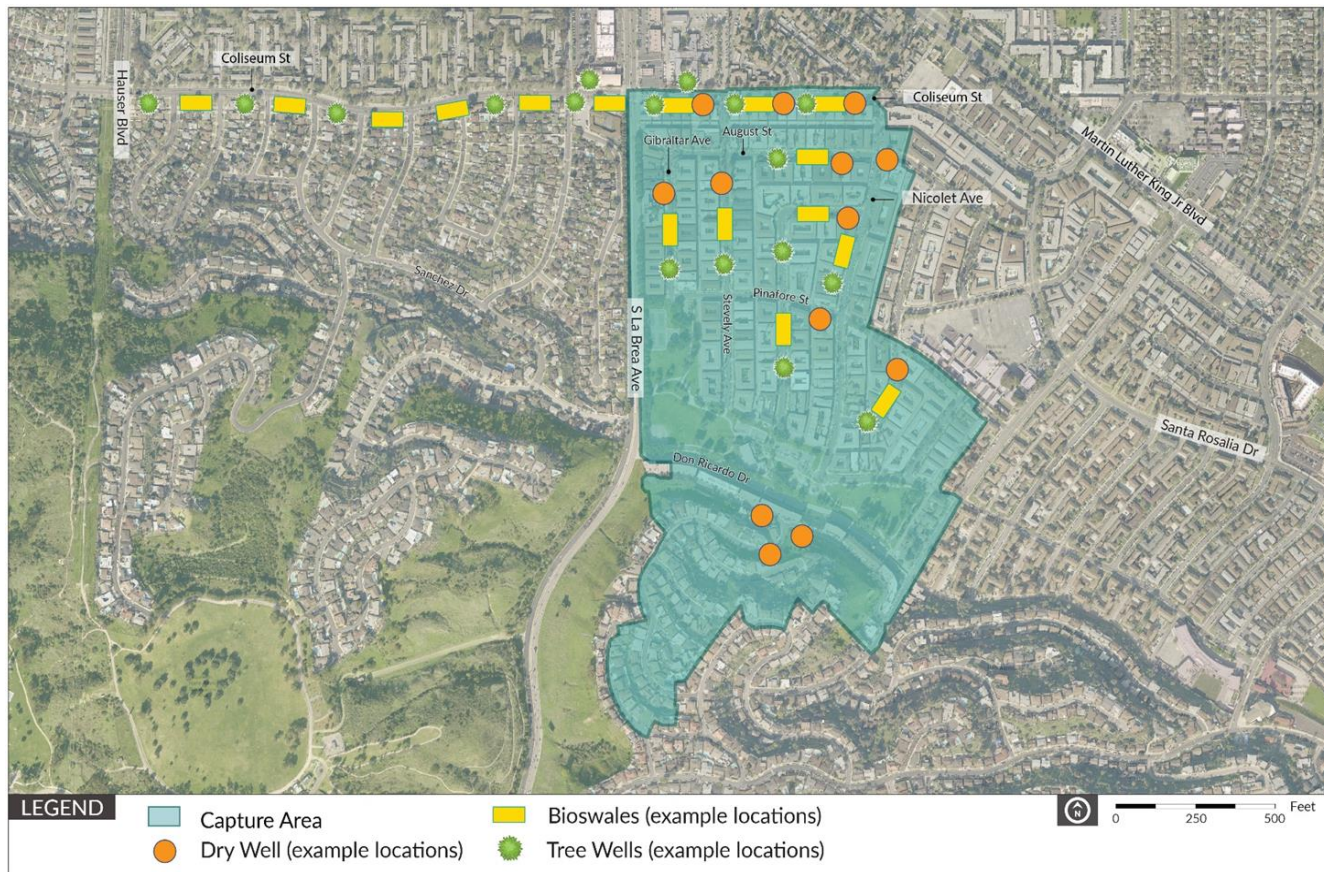 Coliseum St
Hauser Blvd
Coliseum St
Martin Luther King Jr Blvd
August St
Gibraltar Ave
Nicolet Ave
Sanchez Dr
Pinafore St
Stevely Ave
S La Brea Ave
Santa Rosalia Dr
Don Ricardo Dr
LEGEND
Capture Area
Bioswales (example locations)
Dry Well (example locations)
Tree Wells (example locations)
N
Feet
0 250 500